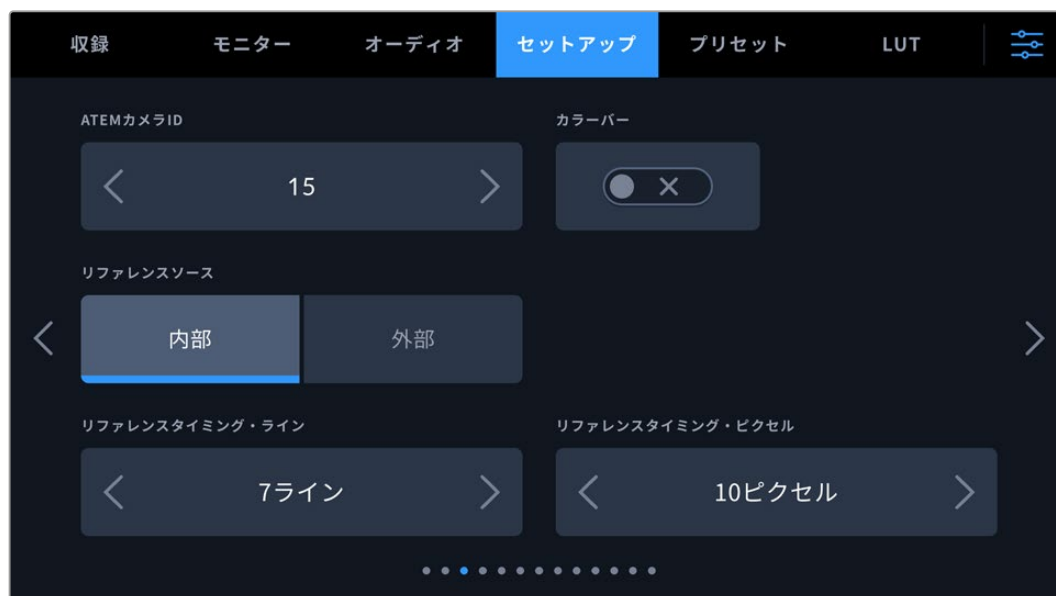 収録 モニター オーディオ セットアップ プリセット LUT
ATEMカメラID カラーバー
15
リファレンスソース
内部 外部
リファレンスタイミング・ライン リファレンスタイミング・ピクセル
7ライン 10ピクセル